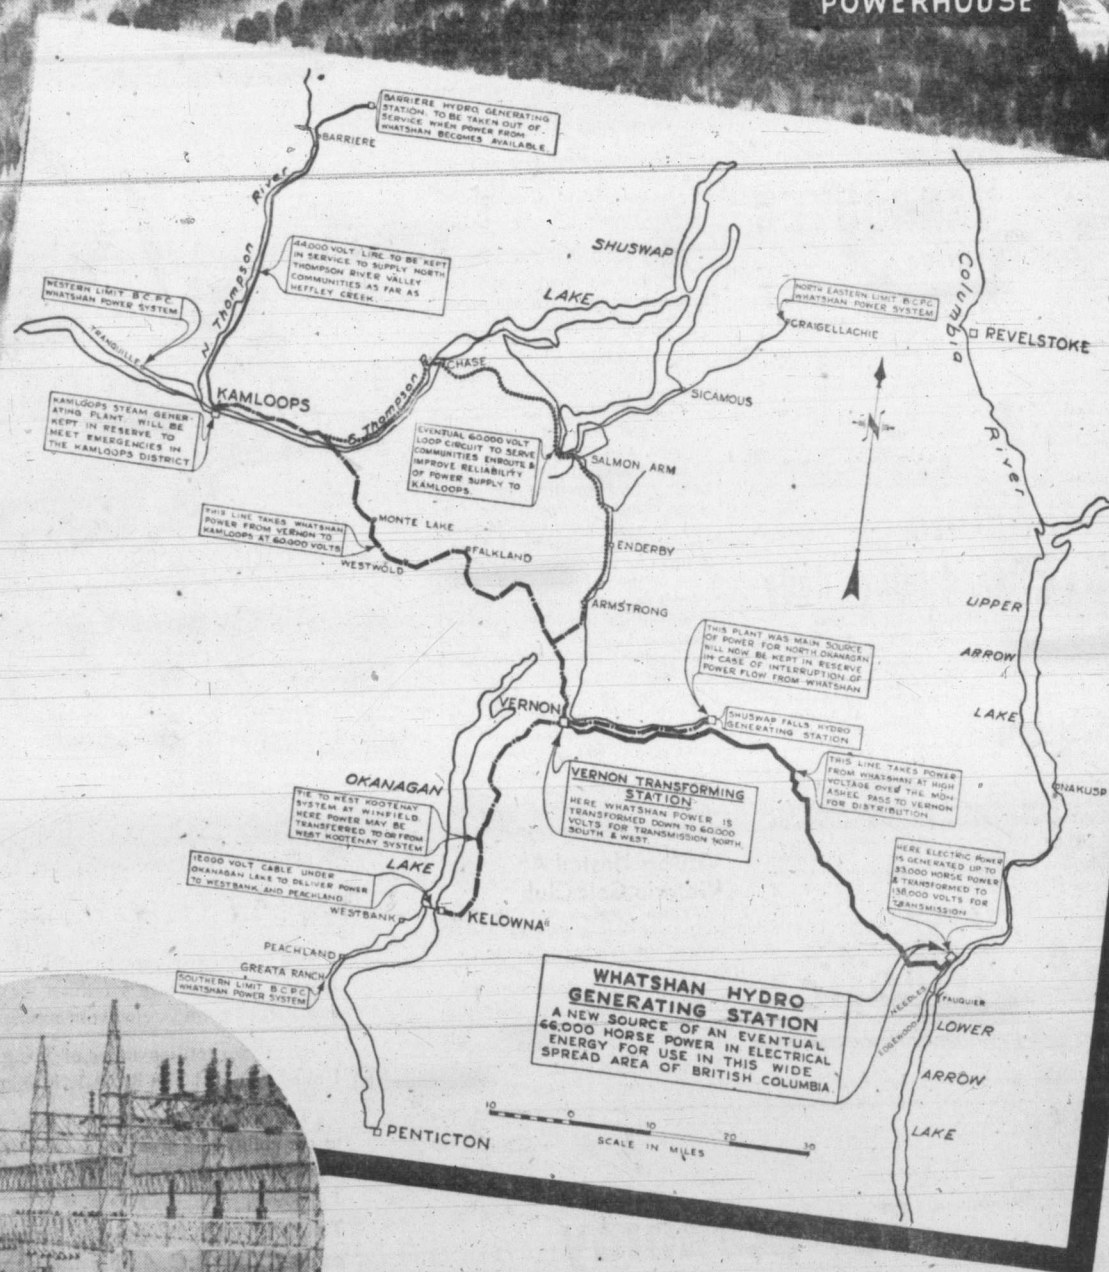 POWERHOUSE
BARRIERE HYDRO GENERATING
STATION. TO BE TAKEN OUT OF
SERVICE WHEN POWER FROM
WHATSHAN BECOMES AVAILABLE.
BARRIERE
N. Thompson River
44,000 VOLT LINE TO BE KEPT
IN SERVICE TO SUPPLY NORTH
THOMPSON RIVER VALLEY
COMMUNITIES AS FAR AS
HEFFLEY CREEK
SHUSWAP
LAKE
WESTERN LIMIT B.C.P.C.
WHATSHAN POWER SYSTEM
NORTH EASTERN LIMIT B.C.P.C.
WHATSHAN POWER SYSTEM
CRAIGELLACHIE
Columbia River
REVELSTOKE
TRANQUILLE
CHASE
S. Thompson R.
KAMLOOPS
SICAMOUS
N
KAMLOOPS STEAM GENER-
ATING PLANT. WILL BE
KEPT IN RESERVE TO
MEET EMERGENCIES IN
THE KAMLOOPS DISTRICT
EVENTUAL 60,000 VOLT
LOOP CIRCUIT TO SERVE
COMMUNITIES ENROUTE &
IMPROVE RELIABILITY
OF POWER SUPPLY TO
KAMLOOPS.
SALMON ARM
THIS LINE TAKES WHATSHAN
POWER FROM VERNON TO
KAMLOOPS AT 60,000 VOLTS
MONTE LAKE
WESTWOLD
FALKLAND
ENDERBY
ARMSTRONG
UPPER
ARROW
LAKE
THIS PLANT WAS MAIN SOURCE
OF POWER FOR NORTH OKANAGAN
WILL NOW BE KEPT IN RESERVE
IN CASE OF INTERRUPTION OF
POWER FLOW FROM WHATSHAN
VERNON
SHUSWAP FALLS HYDRO
GENERATING STATION
THIS LINE TAKES POWER
FROM WHATSHAN AT HIGH
VOLTAGE OVER THE MON
ASHEE PASS TO VERNON
FOR DISTRIBUTION
NAKUSP
VERNON TRANSFORMING
STATION
HERE WHATSHAN POWER IS
TRANSFORMED DOWN TO 60,000
VOLTS FOR TRANSMISSION NORTH,
SOUTH & WEST.
OKANAGAN
LAKE
TIE TO WEST KOOTENAY
SYSTEM AT WINFIELD.
HERE POWER MAY BE
TRANSFERRED TO OR FROM
WEST KOOTENAY SYSTEM
12,000 VOLT CABLE UNDER
OKANAGAN LAKE TO DELIVER POWER
TO WESTBANK AND PEACHLAND
HERE ELECTRIC POWER
IS GENERATED UP TO
33,000 HORSE POWER
& TRANSFORMED TO
138,000 VOLTS FOR
TRANSMISSION
WESTBANK
KELOWNA
PEACHLAND
GREATA RANCH
SOUTHERN LIMIT B.C.P.C.
WHATSHAN POWER SYSTEM
WHATSHAN HYDRO
GENERATING STATION
A NEW SOURCE OF AN EVENTUAL
66,000 HORSE POWER IN ELECTRICAL
ENERGY FOR USE IN THIS WIDE
SPREAD AREA OF BRITISH COLUMBIA
NEEDLES
FAUQUIER
EDGEWOOD
LOWER
ARROW
LAKE
10 0 10 20 30
SCALE IN MILES
PENTICTON